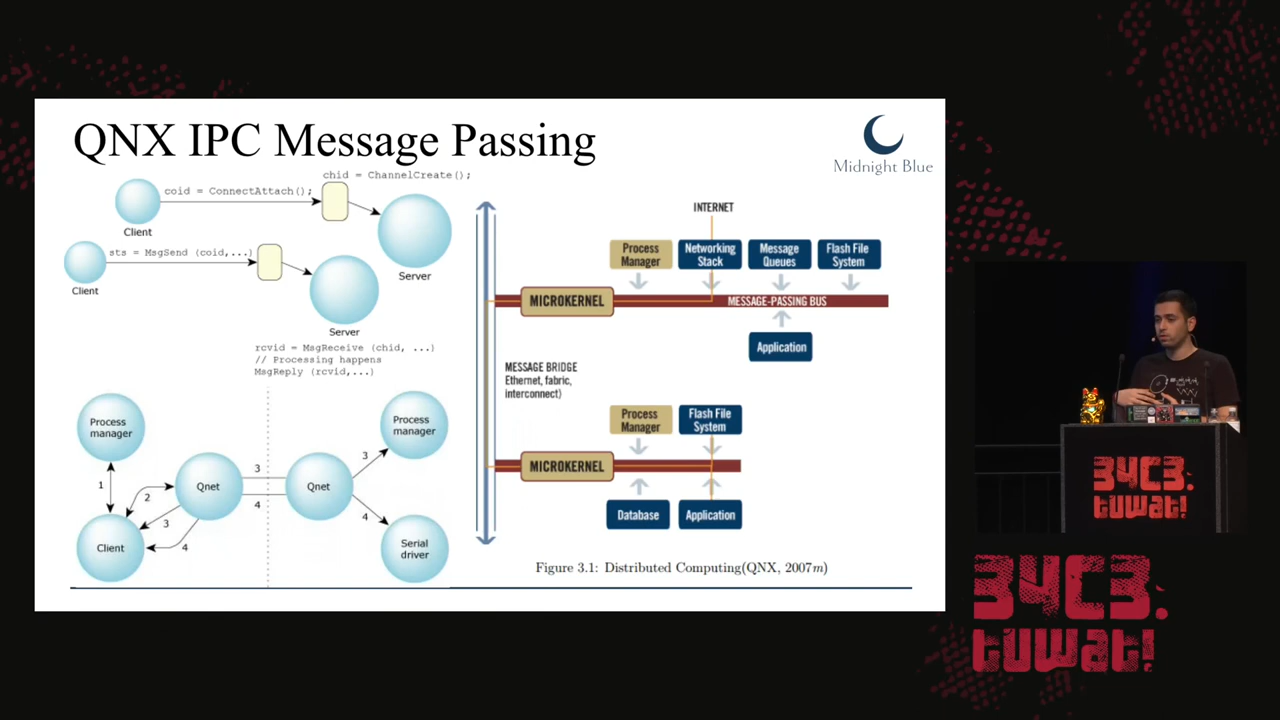 QNX IPC Message Passing
Midnight Blue
chid = ChannelCreate();
coid = ConnectAttach();
Client
Server
sts = MsgSend (coid,...)
Client
Server
rcvid = MsgReceive (chid, ...)
// Processing happens
MsgReply (rcvid,...)
Process
manager
Process
manager
1
2
3
4
Qnet
3
4
Qnet
3
4
Client
Serial
driver
INTERNET
Process
Manager
Networking
Stack
Message
Queues
Flash File
System
MICROKERNEL
MESSAGE-PASSING BUS
Application
MESSAGE BRIDGE
Ethernet, fabric,
interconnect)
Process
Manager
Flash File
System
MICROKERNEL
Database
Application
Figure 3.1: Distributed Computing(QNX, 2007m)
34C3.
tuwat!
34C3.
tuwat!